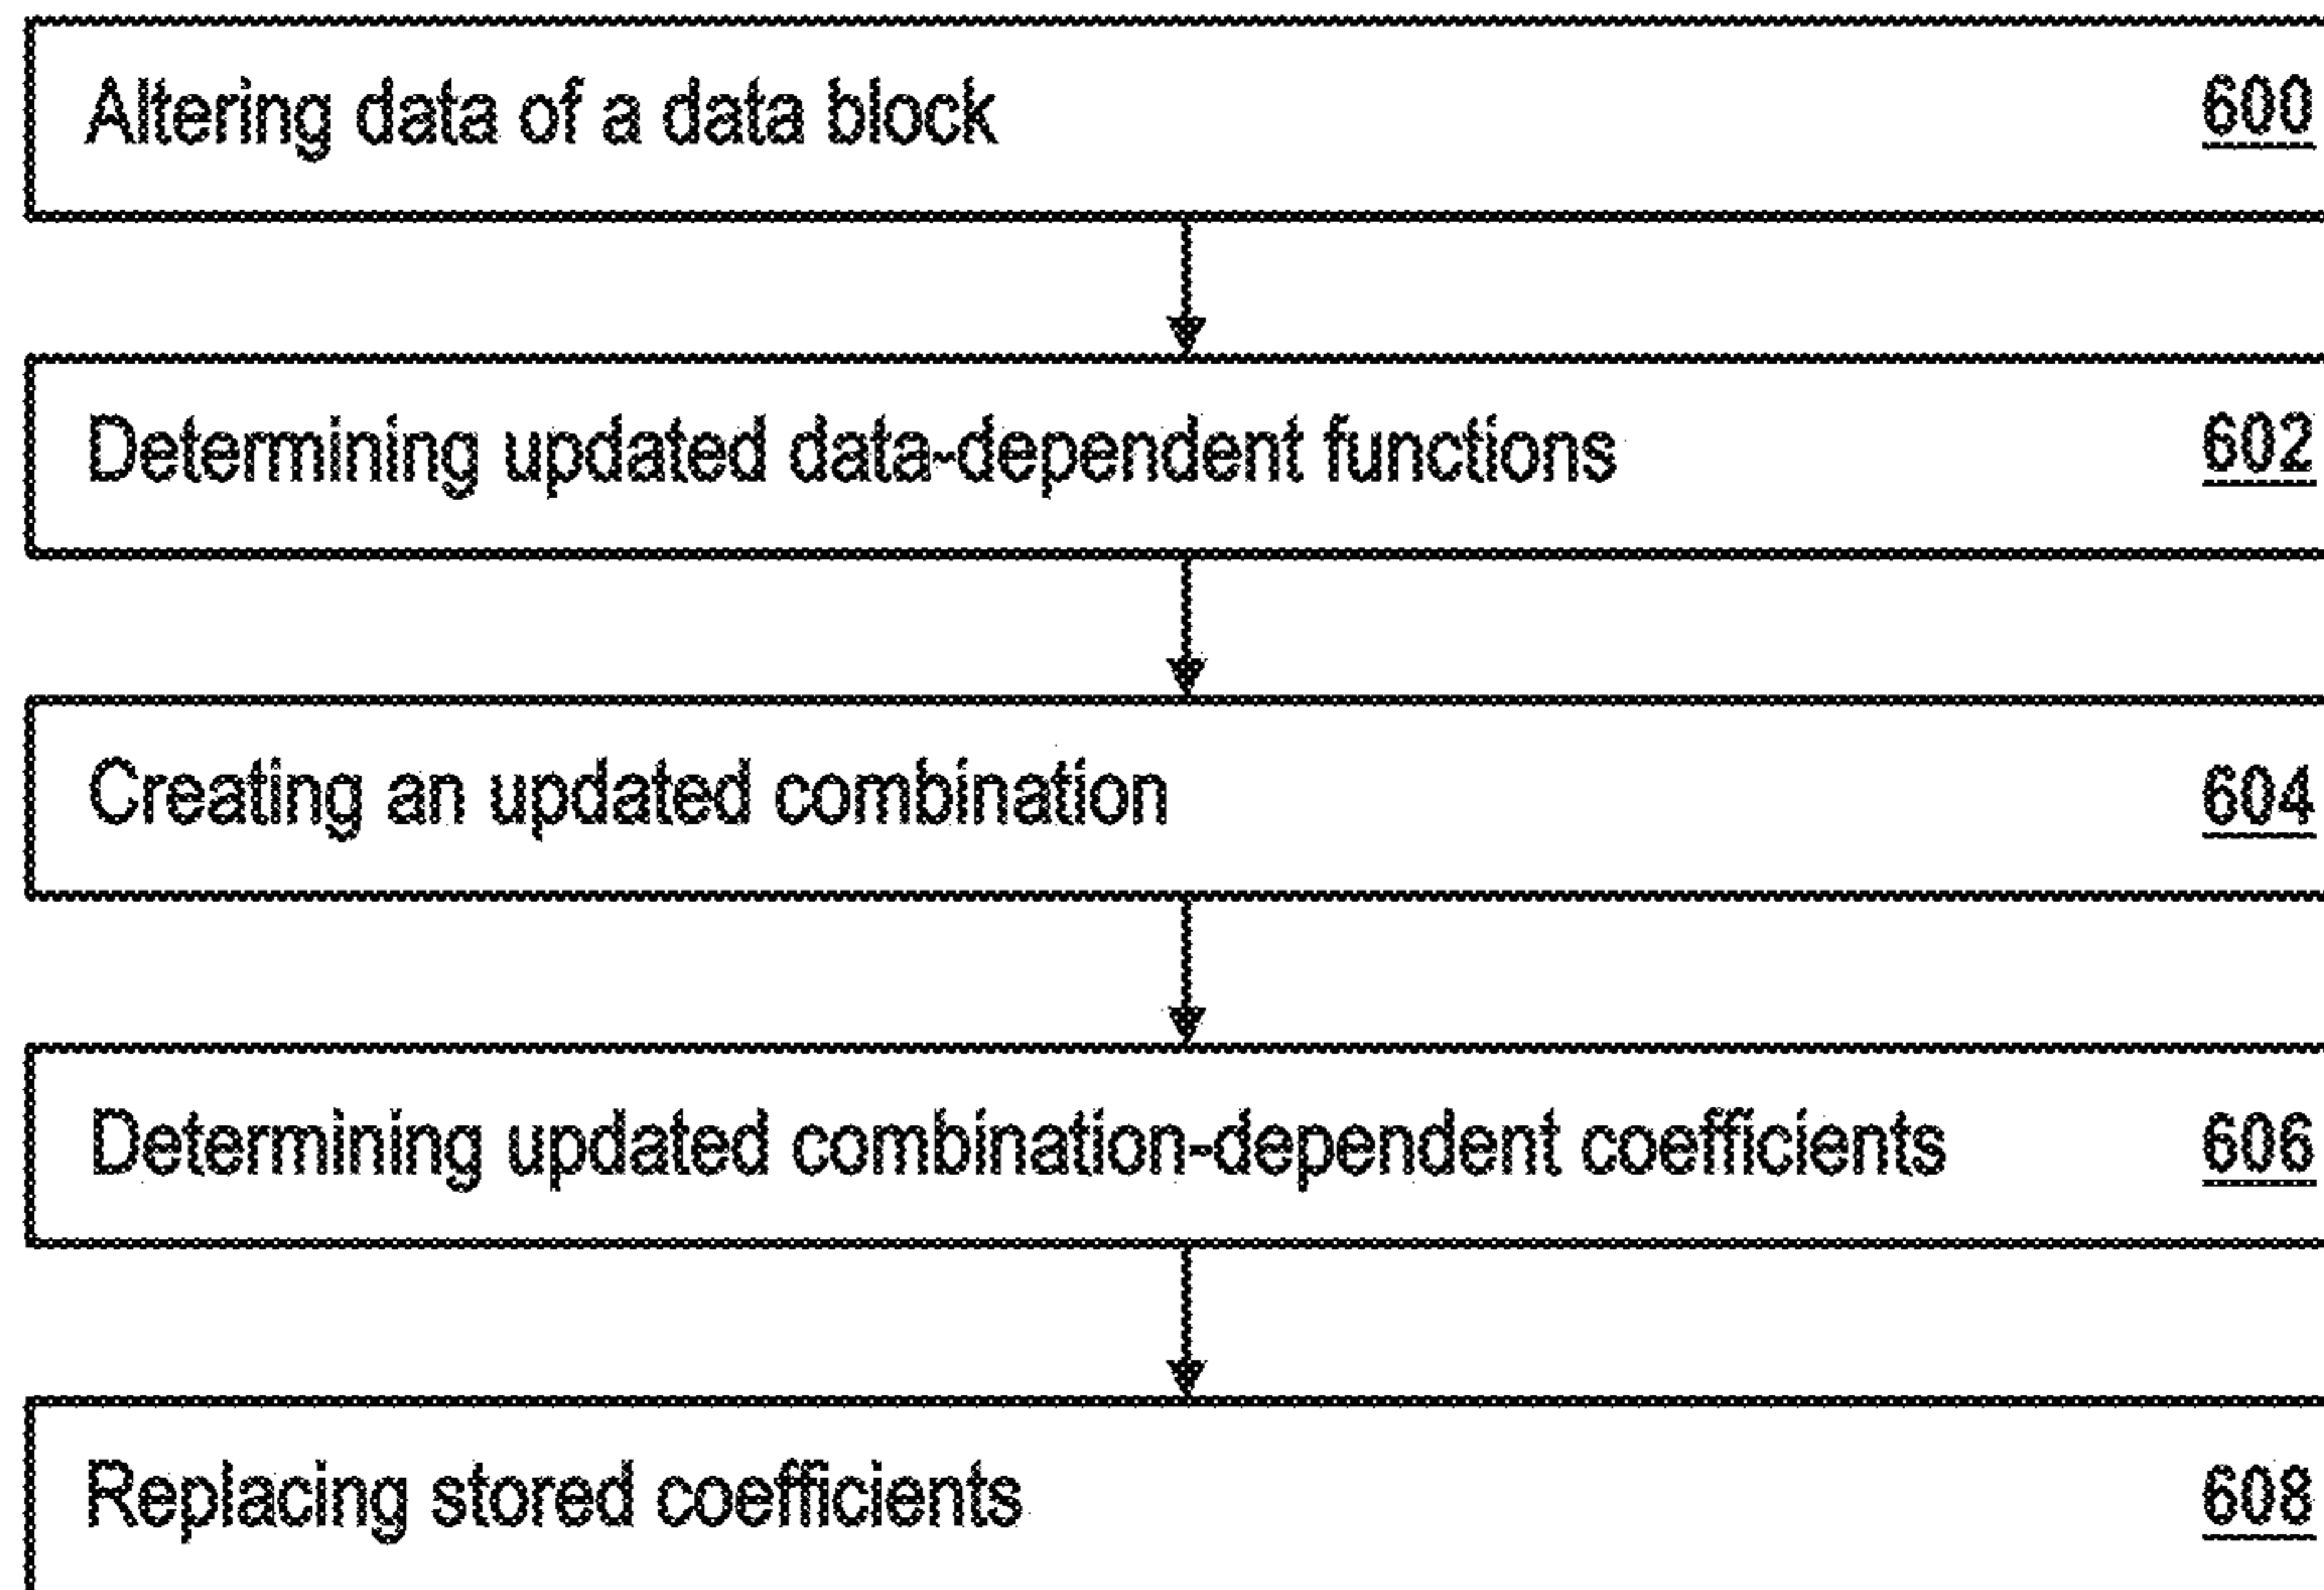 Altering data of a data block 600
Determining updated data-dependent functions 602
Creating an updated combination 604
Determining updated combination-dependent coefficients 606
Replacing stored coefficients 608